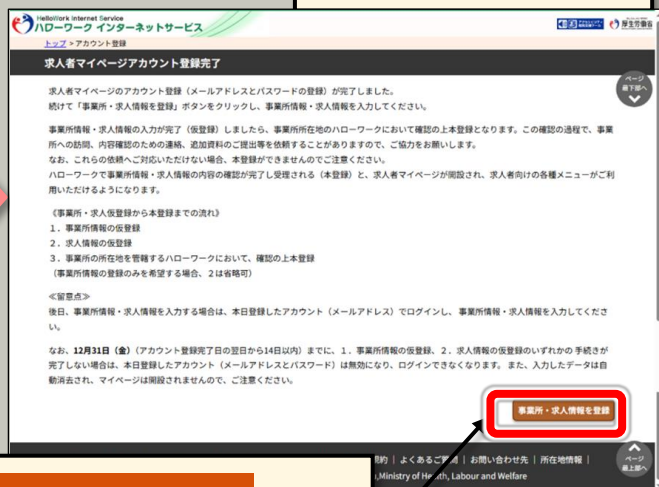 HelloWork Internet Service
ハローワーク インターネットサービス
厚生労働省
トップ > アカウント登録
求人者マイページアカウント登録完了
ページ
最下部へ
求人者マイページのアカウント登録（メールアドレスとパスワードの登録）が完了しました。
続けて「事業所・求人情報を登録」ボタンをクリックし、事業所情報・求人情報を入力してください。
事業所情報・求人情報の入力が完了（仮登録）しましたら、事業所所在地のハローワークにおいて確認の上本登録となります。この確認の過程で、事業
所への訪問、内容確認のための連絡、追加資料のご提出等を依頼することがありますので、ご協力をお願いします。
なお、これらの依頼へご対応いただけない場合、本登録ができませんのでご注意ください。
ハローワークで事業所情報・求人情報の内容の確認が完了し受理される（本登録）と、求人者マイページが開設され、求人者向けの各種メニューがご利
用いただけるようになります。
《事業所・求人仮登録から本登録までの流れ》
１．事業所情報の仮登録
２．求人情報の仮登録
３．事業所の所在地を管轄するハローワークにおいて、確認の上本登録
（事業所情報の登録のみを希望する場合、２は省略可）
≪留意点≫
後日、事業所情報・求人情報を入力する場合は、本日登録したアカウント（メールアドレス）でログインし、 事業所情報・求人情報を入力してくださ
い。
なお、12月31日（金）（アカウント登録完了日の翌日から14日以内）までに、１．事業所情報の仮登録、２．求人情報の仮登録のいずれかの 手続きが
完了しない場合は、本日登録したアカウント（メールアドレスとパスワード）は無効になり、ログインできなくなります。 また、入力したデータは自
動消去され、マイページは開設されませんので、ご注意ください。
事業所・求人情報を登録
規約 | よくあるご質問 | お問い合わせ先 | 所在地情報 |
,Ministry of Health, Labour and Welfare
ページ
最上部へ